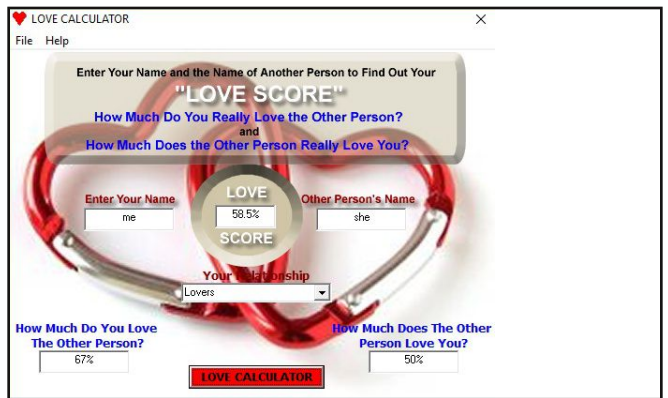 LOVE CALCULATOR
File Help
Enter Your Name and the Name of Another Person to Find Out Your
"LOVE SCORE"
How Much Do You Really Love the Other Person?
and
How Much Does the Other Person Really Love You?
Enter Your Name
me
LOVE
58.5%
SCORE
Other Person's Name
she
Your Relationship
Lovers
How Much Do You Love
The Other Person?
67%
How Much Does The Other
Person Love You?
50%
LOVE CALCULATOR